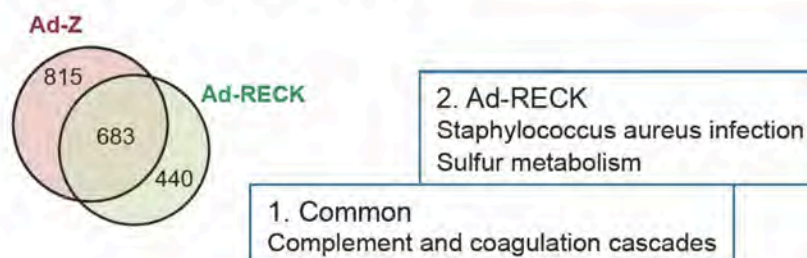 Ad-Z
815
Ad-RECK
683
440
2. Ad-RECK
Staphylococcus aureus infection
Sulfur metabolism
1. Common
Complement and coagulation cascades